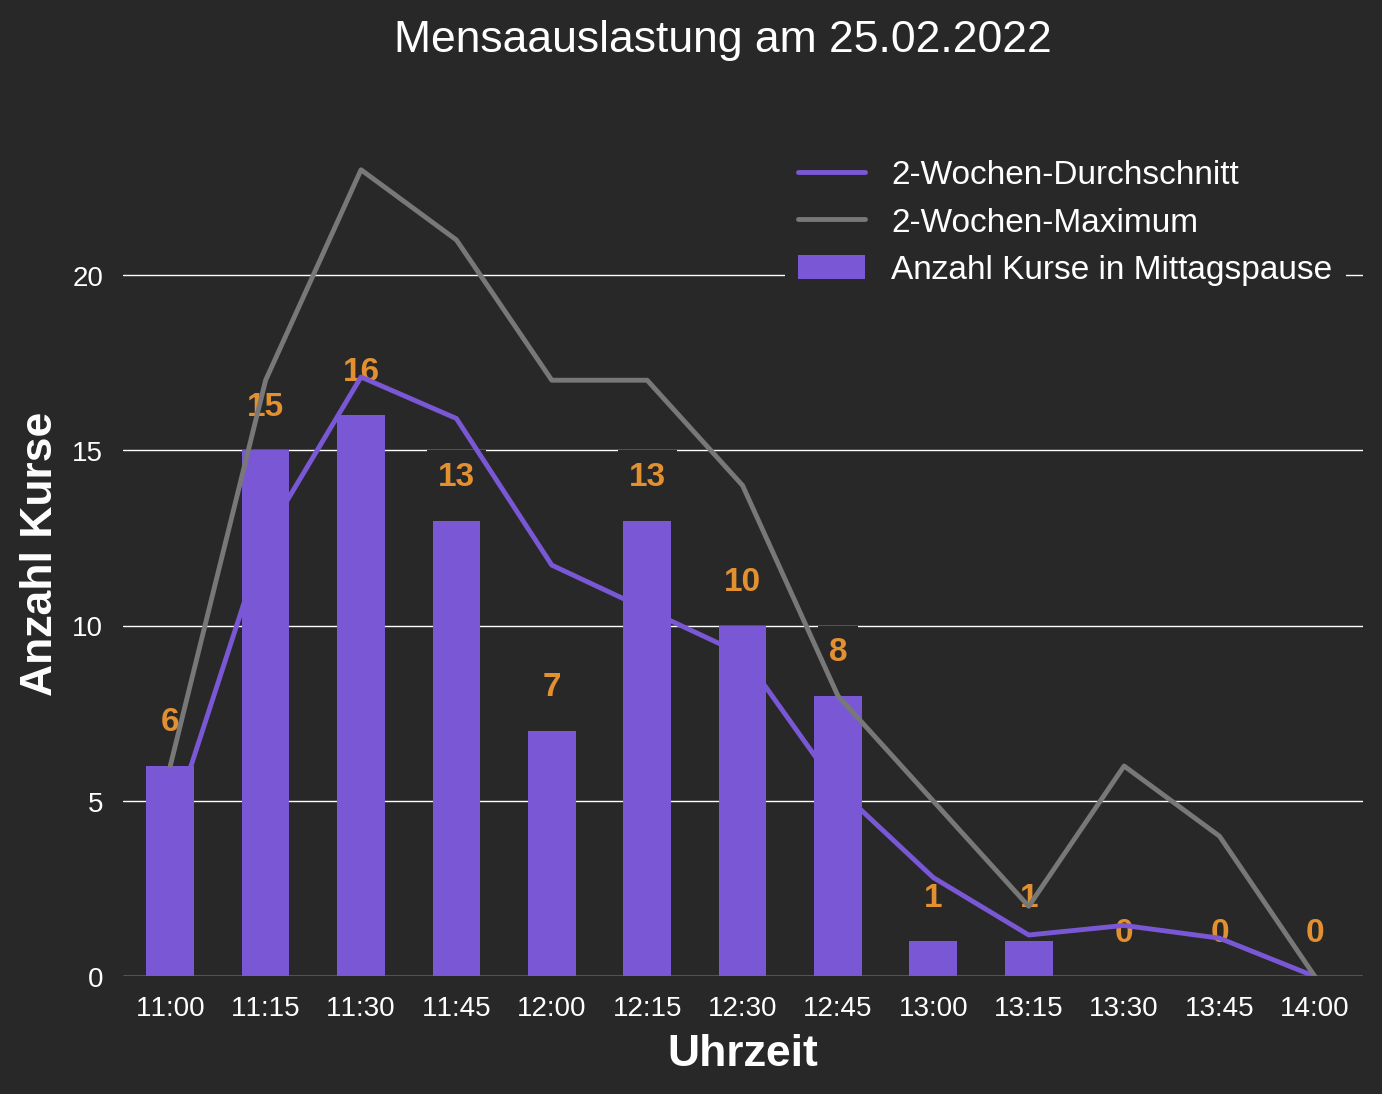 Mensaauslastung am 25.02.2022
2-Wochen-Durchschnitt
2-Wochen-Maximum
Anzahl Kurse in Mittagspause
Anzahl Kurse
20
15
10
5
0
6
15
16
13
7
13
10
8
1
1
0
0
0
11:00 11:15 11:30 11:45 12:00 12:15 12:30 12:45 13:00 13:15 13:30 13:45 14:00
Uhrzeit